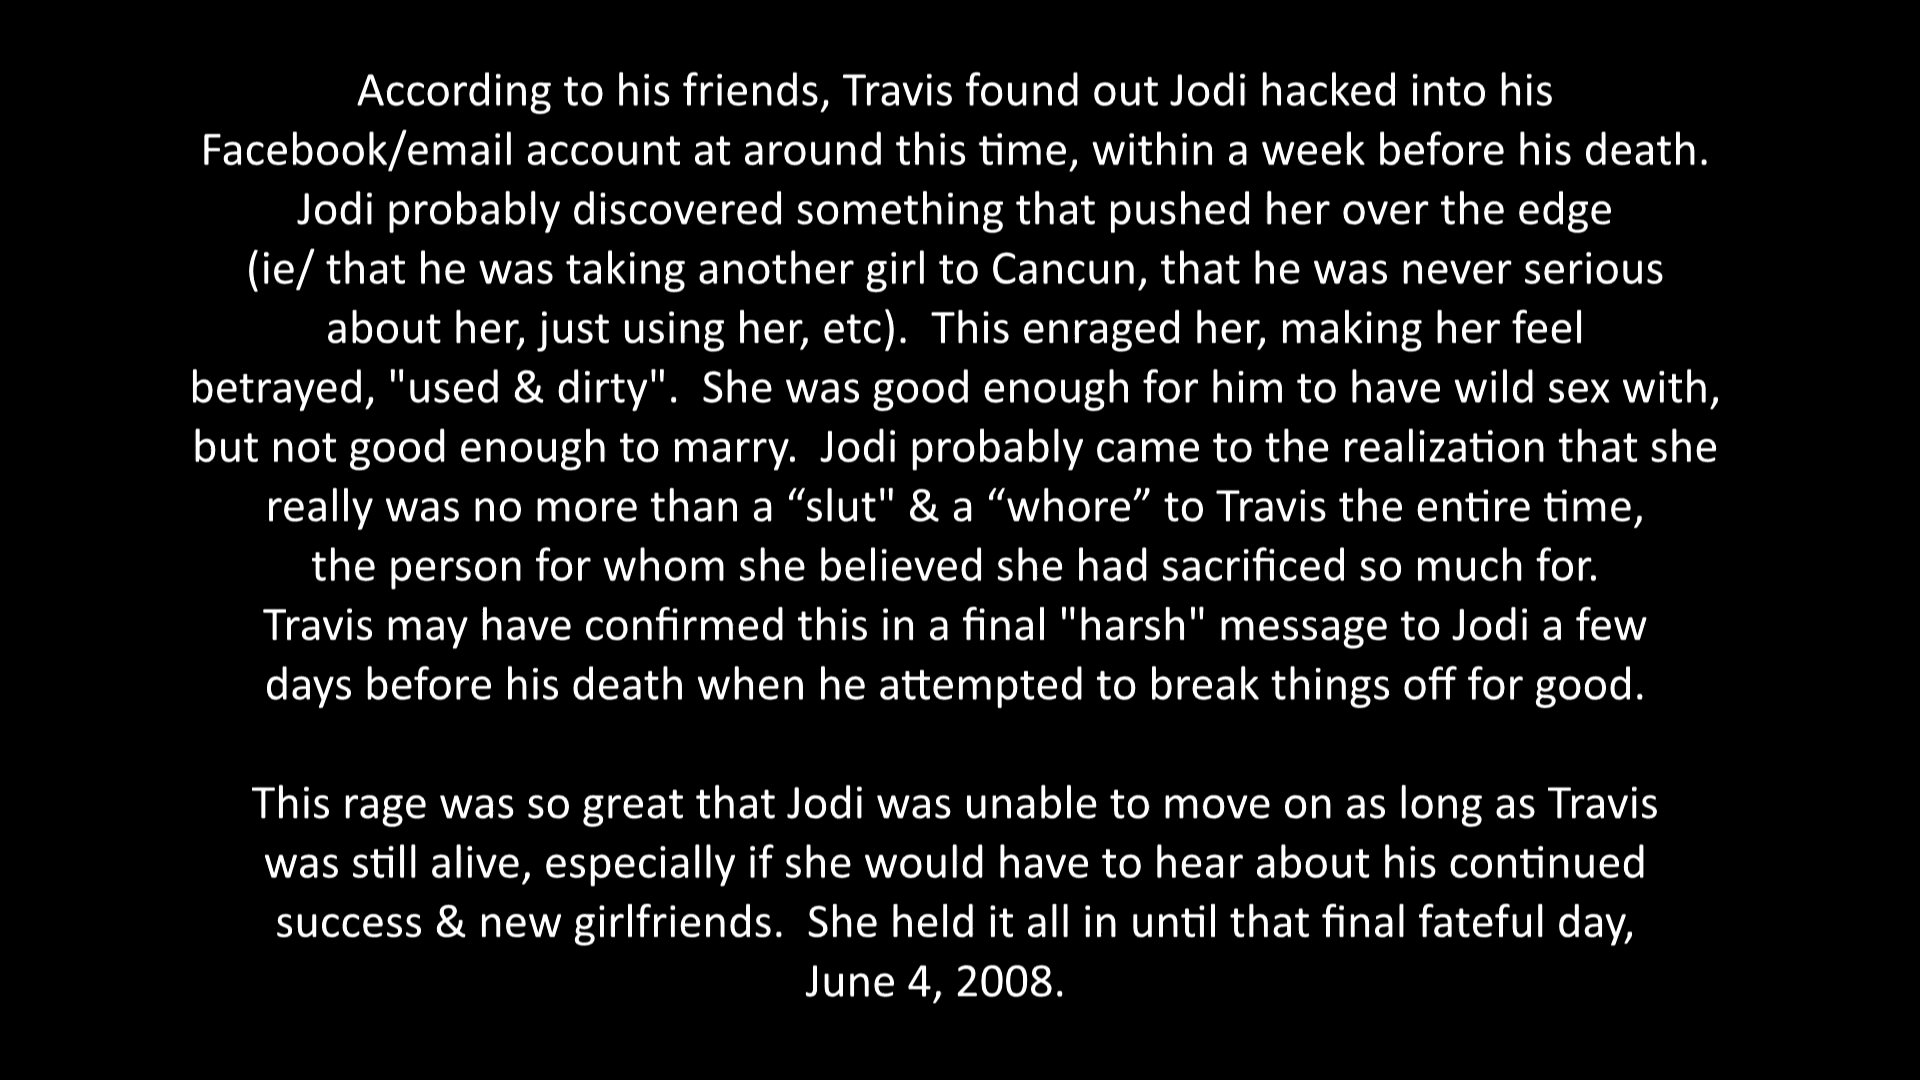 According to his friends, Travis found out Jodi hacked into his
Facebook/email account at around this time, within a week before his death.
Jodi probably discovered something that pushed her over the edge
(ie/ that he was taking another girl to Cancun, that he was never serious
about her, just using her, etc).  This enraged her, making her feel
betrayed, "used & dirty".  She was good enough for him to have wild sex with,
but not good enough to marry.  Jodi probably came to the realization that she
really was no more than a “slut" & a “whore” to Travis the entire time,
the person for whom she believed she had sacrificed so much for.
Travis may have confirmed this in a final "harsh" message to Jodi a few
days before his death when he attempted to break things off for good.
This rage was so great that Jodi was unable to move on as long as Travis
was still alive, especially if she would have to hear about his continued
success & new girlfriends.  She held it all in until that final fateful day,
June 4, 2008.